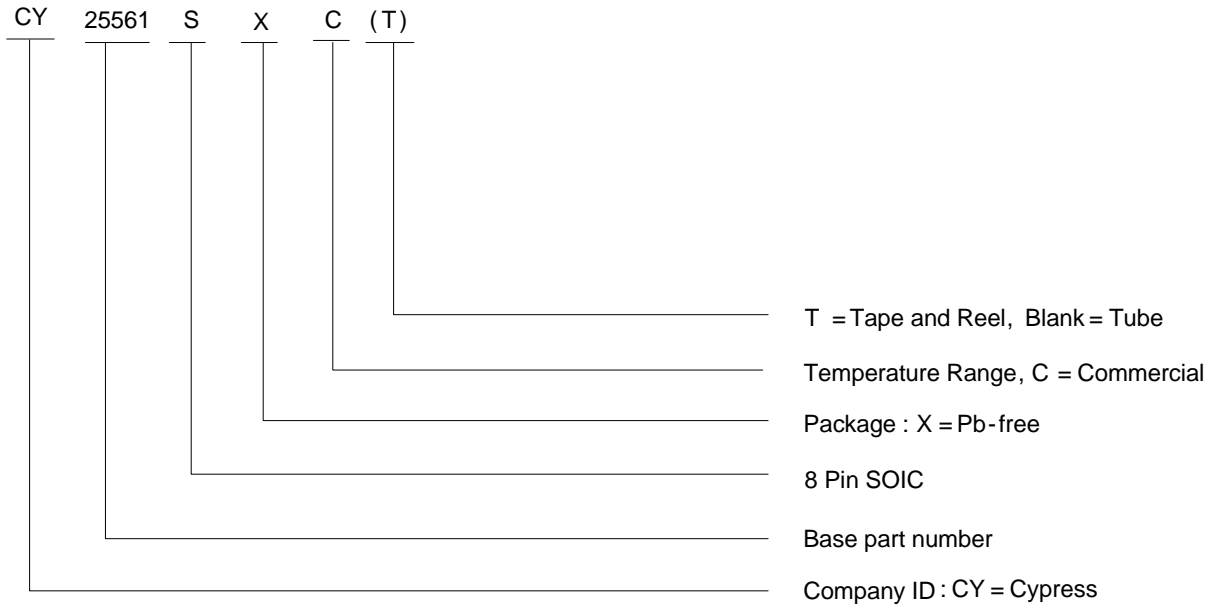 CY 25561 S X C (T)
T = Tape and Reel, Blank = Tube
Temperature Range, C = Commercial
Package : X = Pb-free
8 Pin SOIC
Base part number
Company ID : CY = Cypress